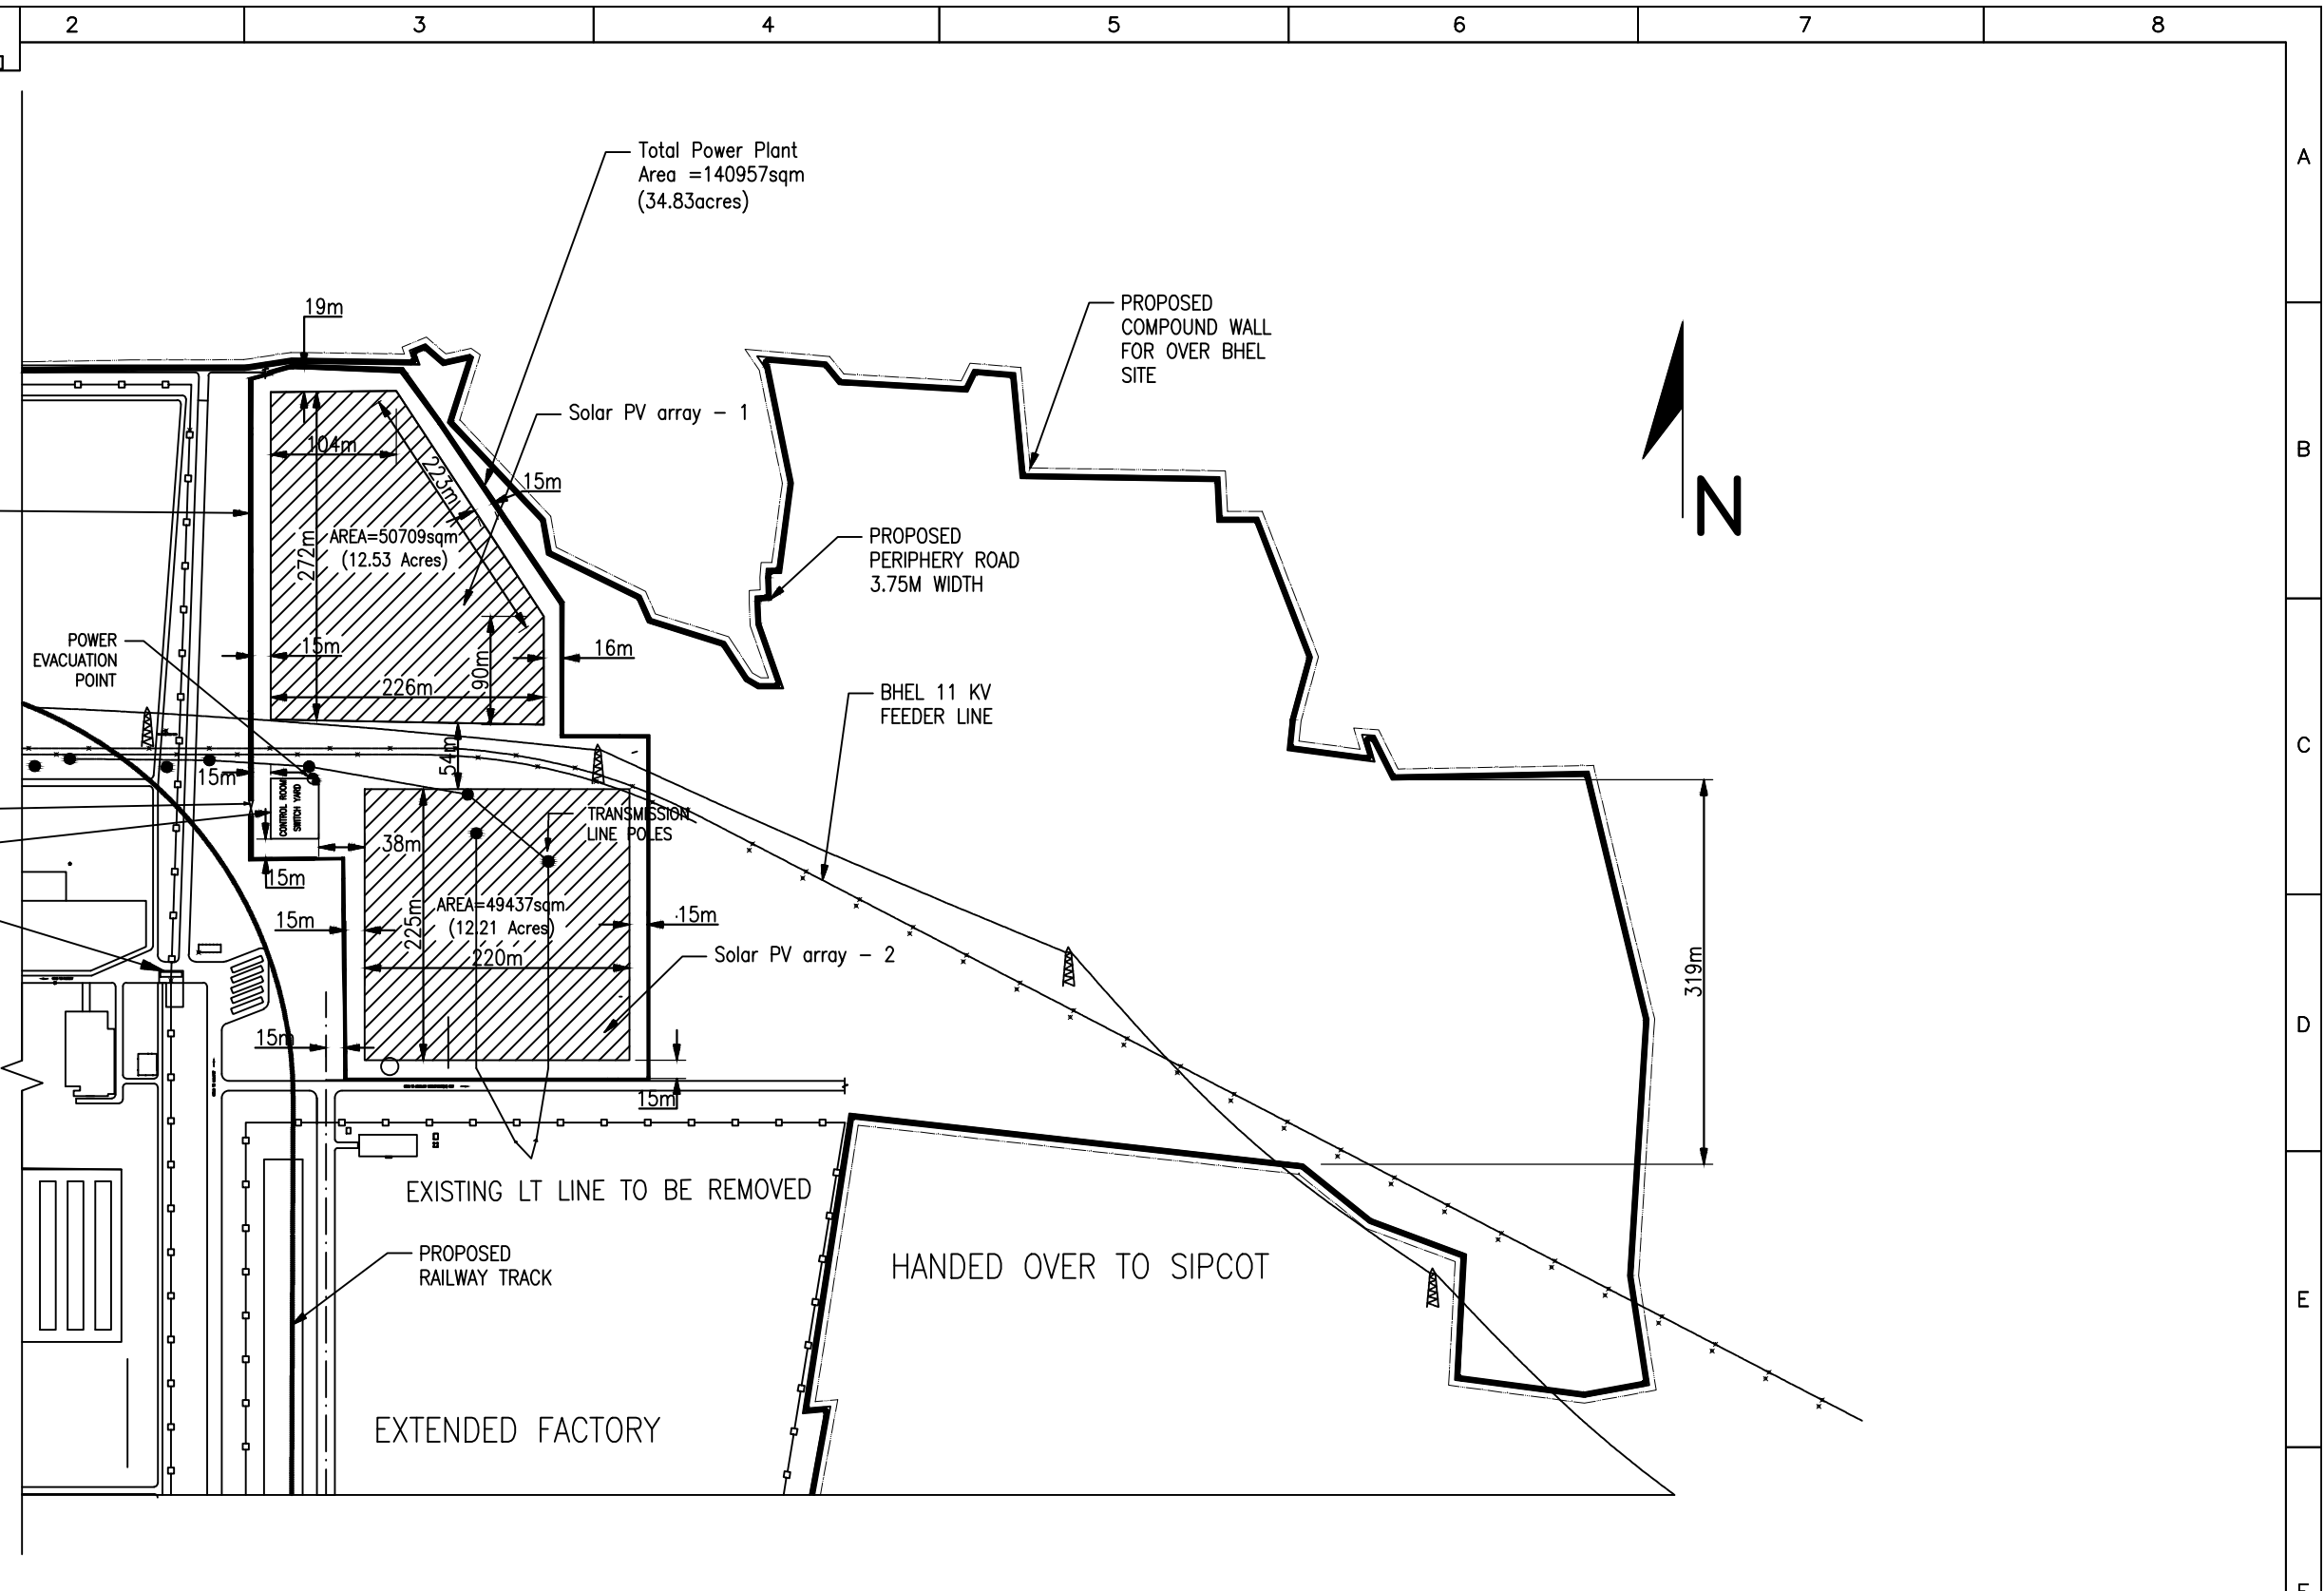 2 3 4 5 6 7 8
A
Total Power Plant
Area =140957sqm
(34.83acres)
19m
PROPOSED
COMPOUND WALL
FOR OVER BHEL
SITE
Solar PV array - 1
B
104m
223m
15m
N
AREA=50709sqm
(12.53 Acres)
272m
PROPOSED
PERIPHERY ROAD
3.75M WIDTH
POWER
EVACUATION
POINT
15m
16m
90m
226m
BHEL 11 KV
FEEDER LINE
C
54m
15m
CONTROL ROOM
SWITCH YARD
TRANSMISSION
LINE POLES
38m
15m
AREA=49437sqm
(12.21 Acres)
225m
15m
15m
220m
Solar PV array - 2
319m
D
15m
15m
EXISTING LT LINE TO BE REMOVED
PROPOSED
RAILWAY TRACK
HANDED OVER TO SIPCOT
E
EXTENDED FACTORY